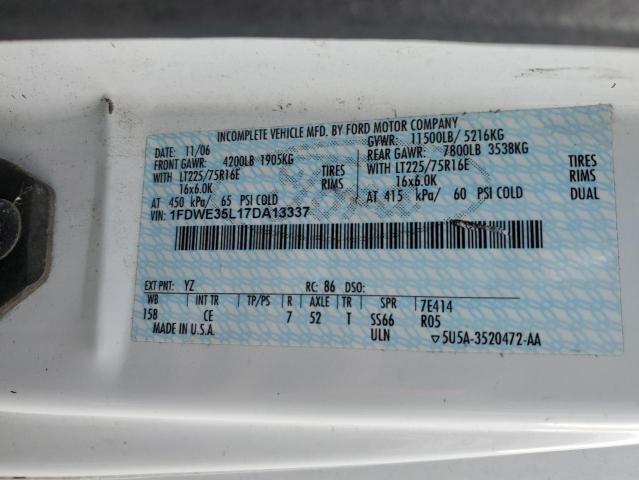 INCOMPLETE VEHICLE MFD. BY FORD MOTOR COMPANY
DATE: 11/06 GVWR: 11500LB/ 5216KG
FRONT GAWR: 4200LB 1905KG REAR GAWR: 7800LB 3538KG
WITH LT225/75R16E TIRES WITH LT225/75R16E TIRES
16x6.0K RIMS 16x6.0K RIMS
AT 450 kPa/ 65 PSI COLD AT 415 kPa/ 60 PSI COLD DUAL
VIN: 1FDWE35L17DA13337
EXT PNT: YZ RC: 86 DSO:
WB INT TR TP/PS R AXLE TR SPR 7E414
158 CE 7 52 T SS66 R05
MADE IN U.S.A. ULN ▽5U5A-3520472-AA